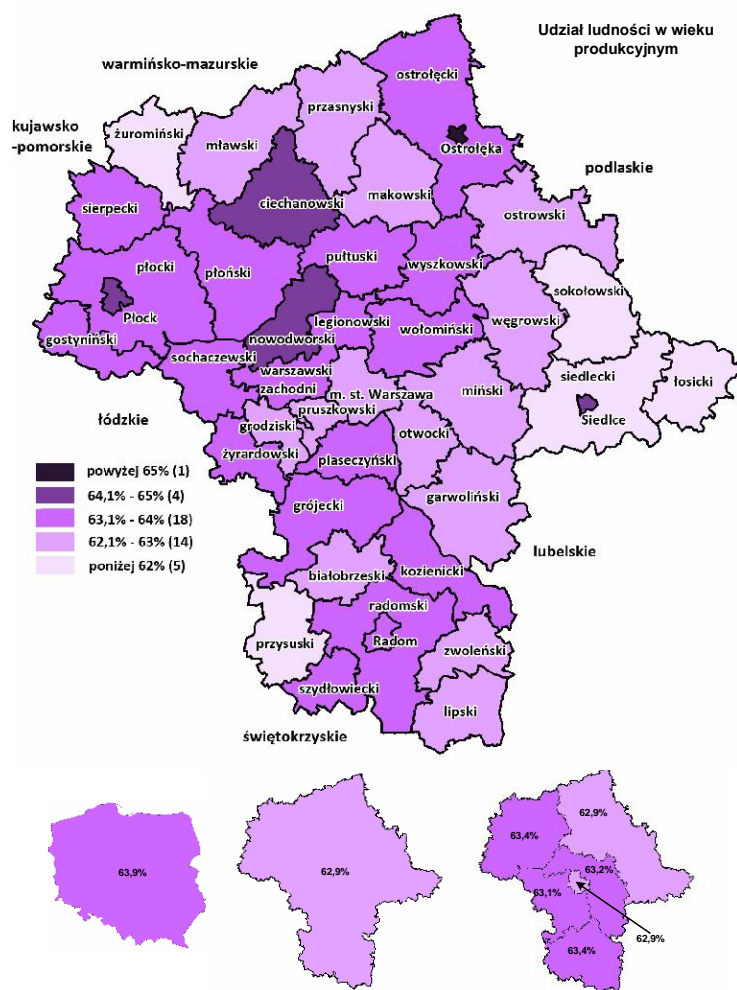 Udział ludności w wieku
produkcyjnym
warmińsko-mazurskie
kujawsko
-pomorskie
podlaskie
łódzkie
lubelskie
świętokrzyskie
ostrołęcki
przasnyski
żuromiński
mławski
Ostrołęka
ciechanowski
makowski
sierpecki
ostrowski
płocki
płoński
pułtuski
wyszkowski
sokołowski
Płock
gostyniński
nowodworski
legionowski
wołomiński
węgrowski
sochaczewski
warszawski
zachodni
m. st. Warszawa
miński
siedlecki
łosicki
Siedlce
pruszkowski
grodziski
otwocki
żyrardowski
piaseczyński
garwoliński
grójecki
białobrzeski
kozienicki
radomski
Radom
przysuski
zwoleński
szydłowiecki
lipski
powyżej 65% (1)
64,1% - 65% (4)
63,1% - 64% (18)
62,1% - 63% (14)
poniżej 62% (5)
63,9%
62,9%
63,4%
62,9%
63,2%
63,1%
62,9%
63,4%